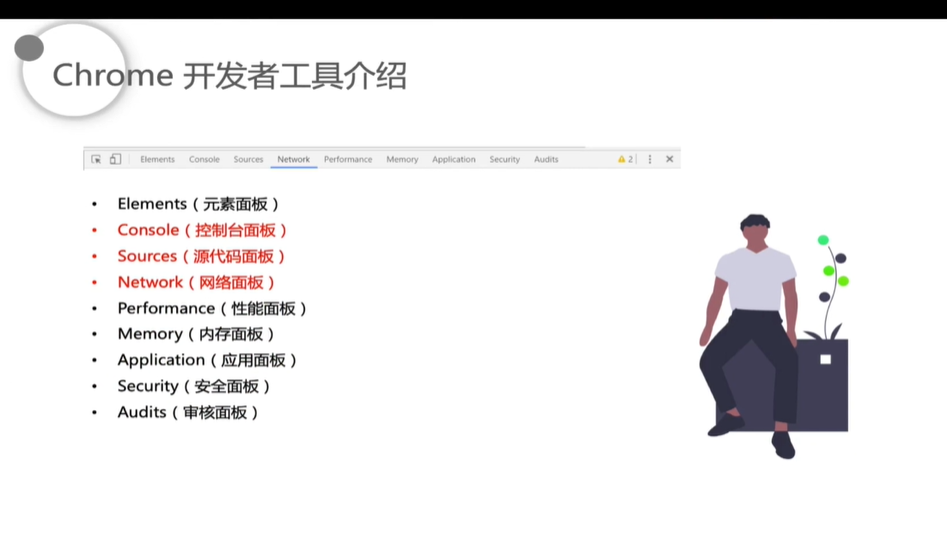 Chrome 开发者工具介绍
Elements Console Sources Network Performance Memory Application Security Audits 2
• Elements（元素面板）
• Console（控制台面板）
• Sources（源代码面板）
• Network（网络面板）
• Performance（性能面板）
• Memory（内存面板）
• Application（应用面板）
• Security（安全面板）
• Audits（审核面板）